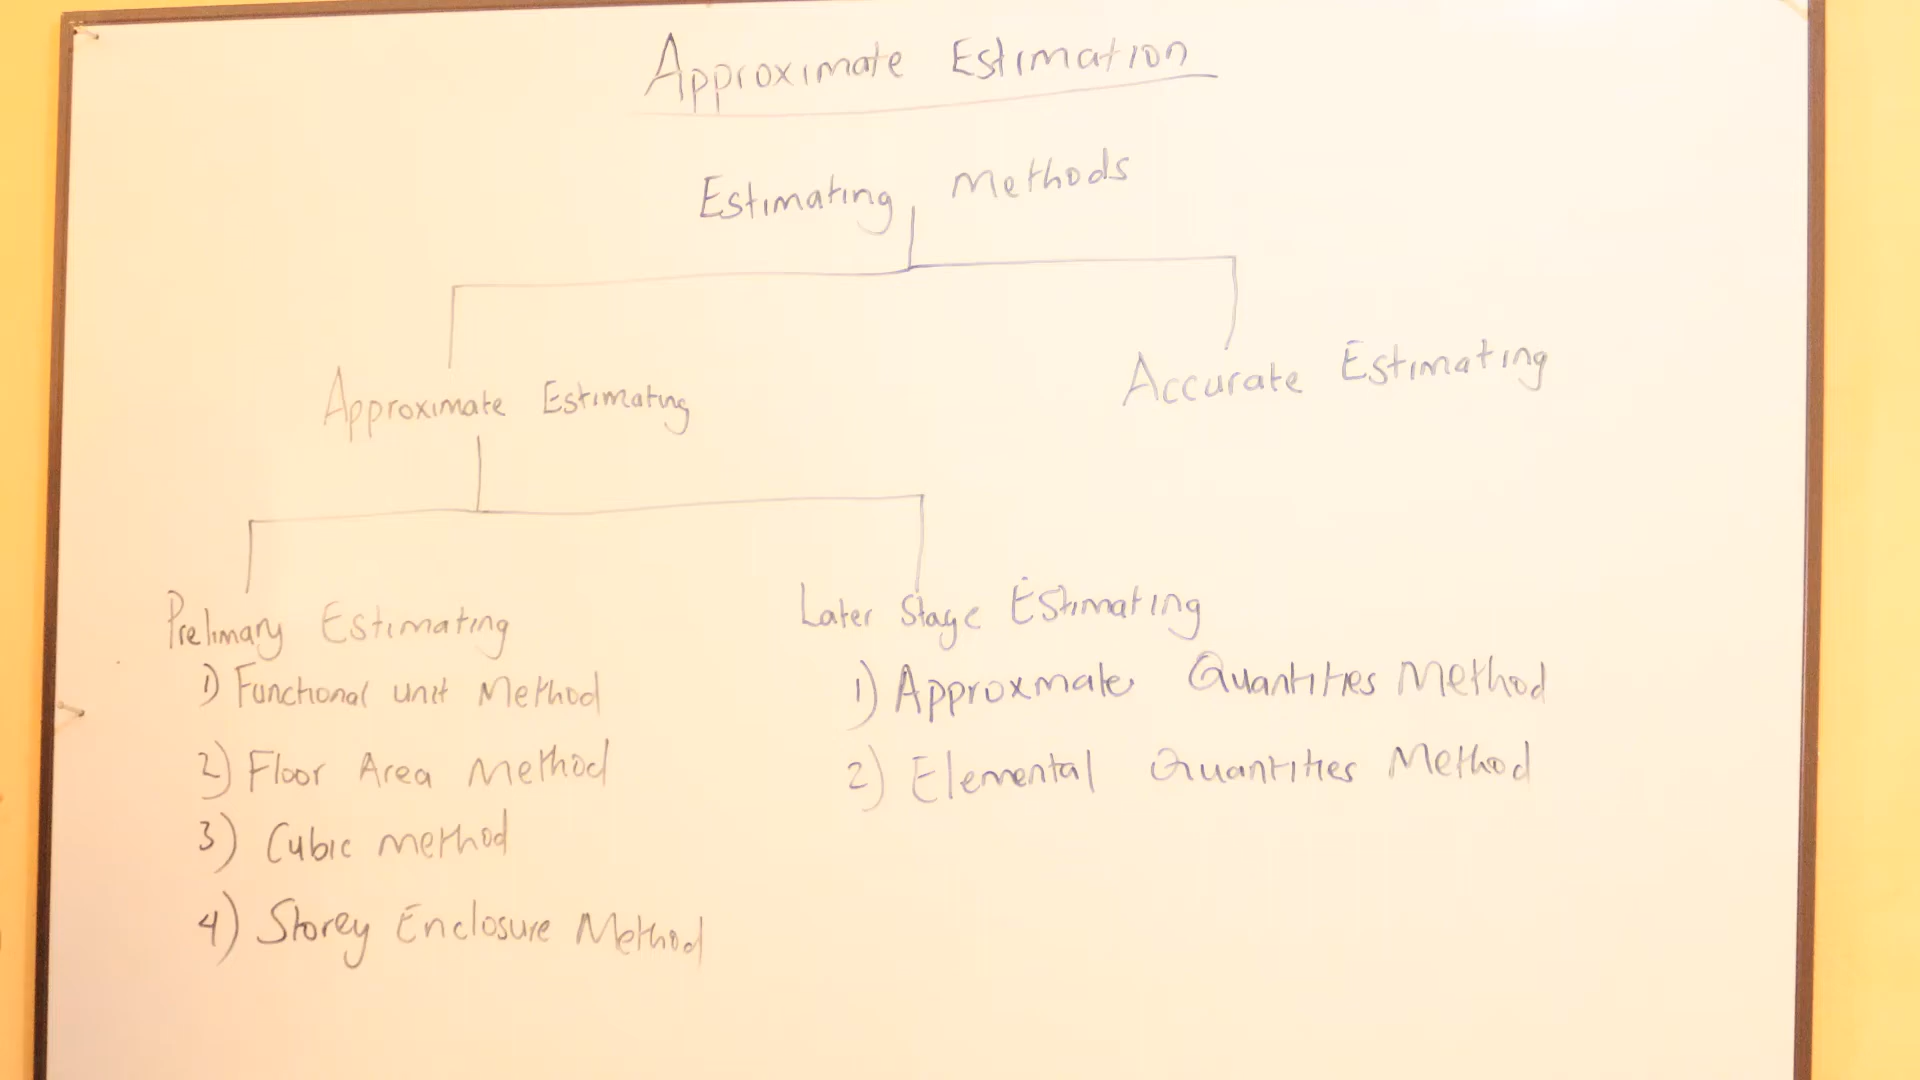 Approximate Estimation
Estimating Methods
Approximate Estimating
Accurate Estimating
Prelimary Estimating
1) Functional unit Method
2) Floor Area Method
3) Cubic method
4) Storey Enclosure Method
Later Stage Estimating
1) Approxmate Quantities Method
2) Elemental Quantities Method